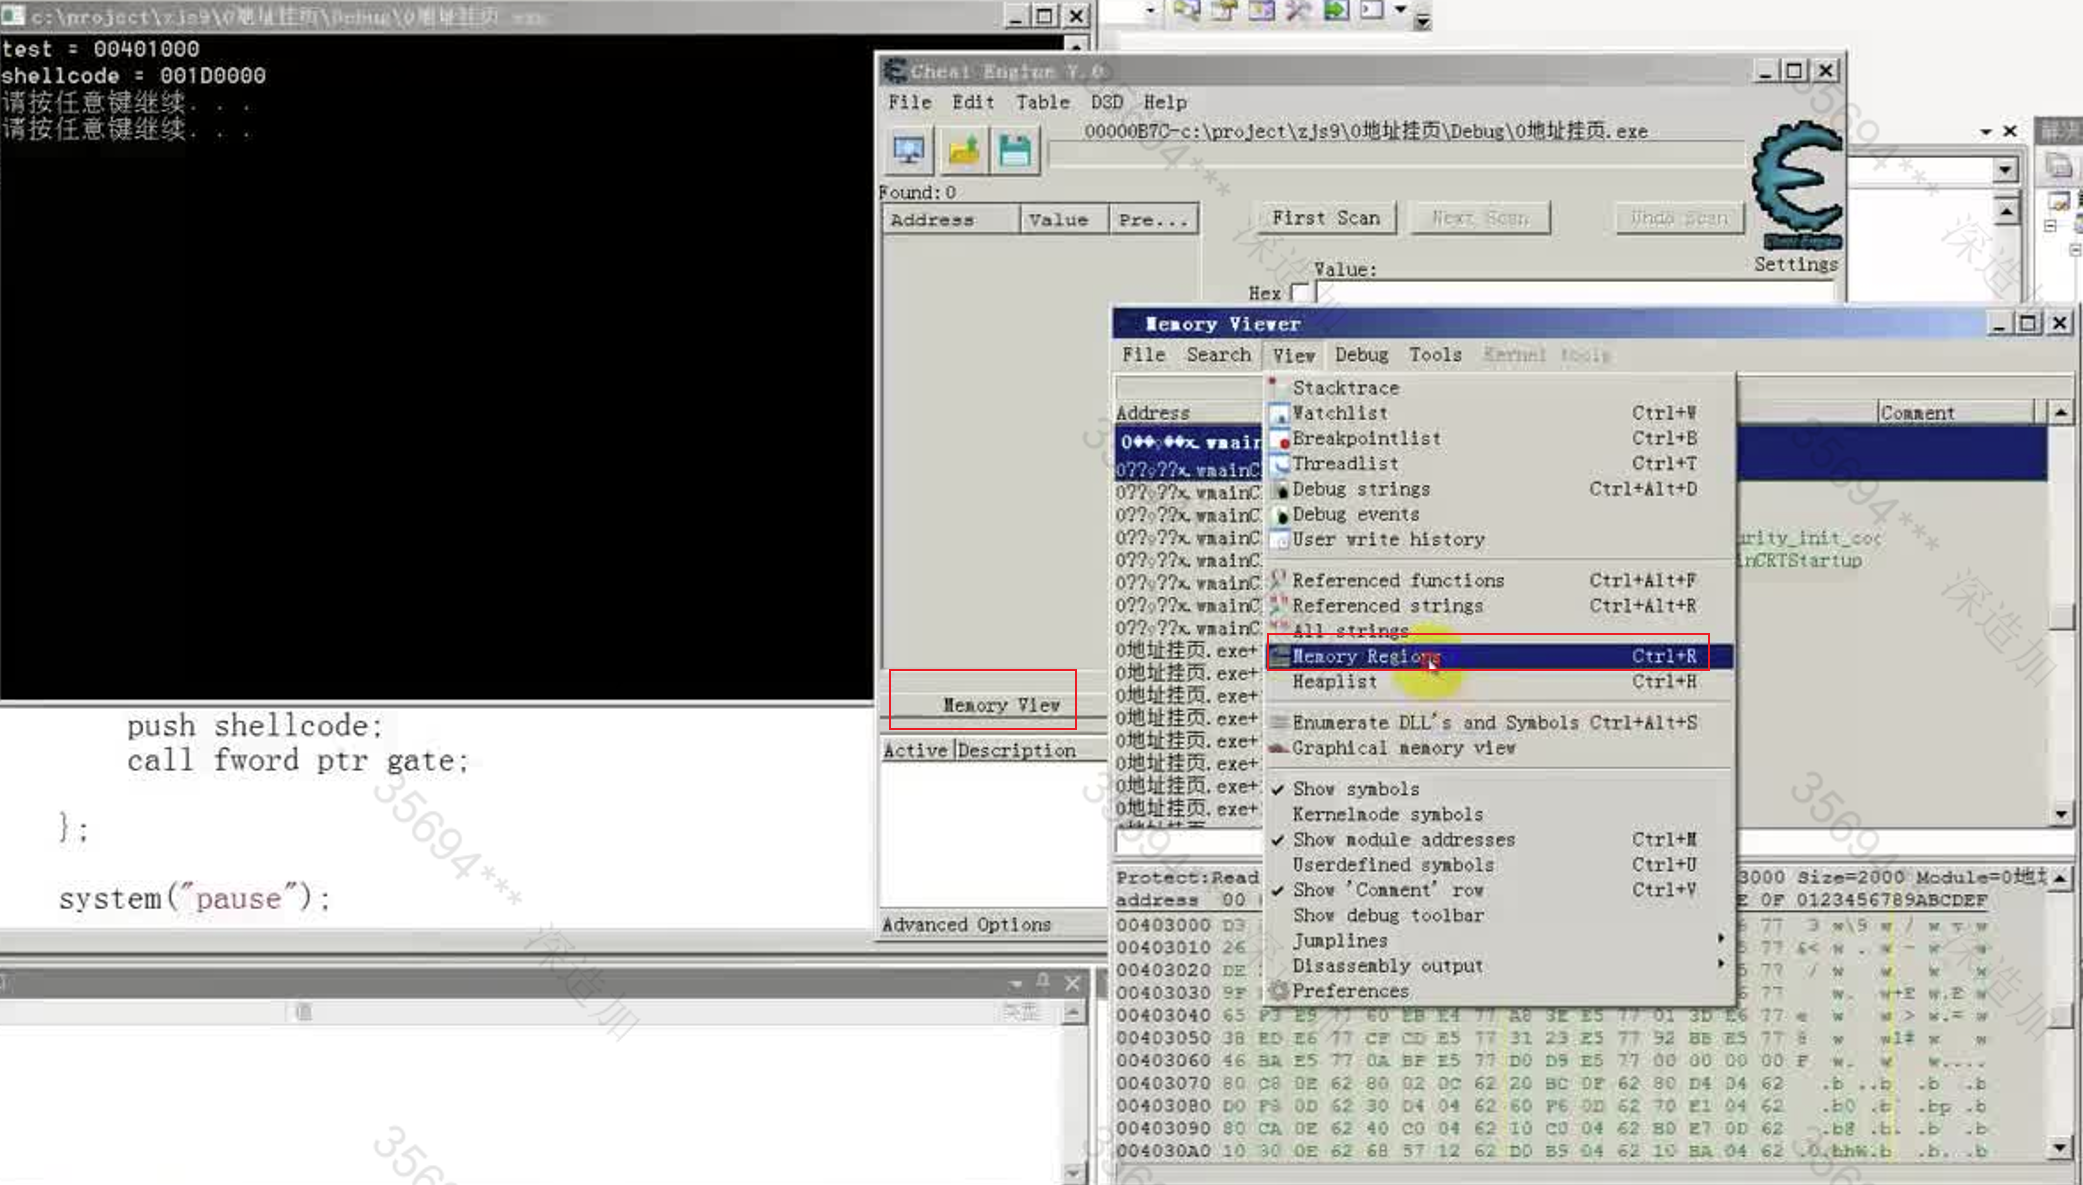 c:\project\zjs9\0地址挂页\Debug\0地址挂页.exe
test = 00401000
shellcode = 001D0000
请按任意键继续. . .
请按任意键继续. . .
push shellcode;
call fword ptr gate;
};
system("pause");
值
类型
Cheat Engine 7.0
File Edit Table D3D Help
00000B7C-c:\project\zjs9\0地址挂页\Debug\0地址挂页.exe
Found:0
Address Value Pre...
First Scan Next Scan Undo Scan
Cheat Engine
Settings
Value:
Hex
Memory View
Active Description
Advanced Options
Memory Viewer
File Search View Debug Tools Kernel tools
Address Comment
0??◊??x.wmainC
0??◊??x.wmainC
0??◊??x.wmainC
0??◊??x.wmainC
0??◊??x.wmainC
0??◊??x.wmainC
0??◊??x.wmainC
0??◊??x.wmainC
0地址挂页.exe+
0地址挂页.exe+
0地址挂页.exe+
0地址挂页.exe+
0地址挂页.exe+
0地址挂页.exe+
0地址挂页.exe+
0地址挂页.exe+
urity_init_coo
inCRTStartup
Stacktrace
Watchlist Ctrl+W
Breakpointlist Ctrl+B
Threadlist Ctrl+T
Debug strings Ctrl+Alt+D
Debug events
User write history
Referenced functions Ctrl+Alt+F
Referenced strings Ctrl+Alt+R
All strings
Memory Regions Ctrl+R
Heaplist Ctrl+H
Enumerate DLL's and Symbols Ctrl+Alt+S
Graphical memory view
Show symbols
Kernelmode symbols
Show module addresses Ctrl+M
Userdefined symbols Ctrl+U
Show 'Comment' row Ctrl+V
Show debug toolbar
Jumplines
Disassembly output
Preferences
Protect:Read 3000 Size=2000 Module=0地址
address 00 E 0F 0123456789ABCDEF
00403000 D3
00403010 26
00403020 DE
00403030 9F
00403040 65 F3 E9 77 60 EB E4 77 A8 3E E5 77 01 3D E6 77
00403050 38 ED E6 77 CF CD E5 77 31 23 E5 77 92 BB E5 77
00403060 46 BA E5 77 0A BF E5 77 D0 D9 E5 77 00 00 00 00
00403070 80 C8 0E 62 80 02 0C 62 20 BC 0F 62 80 D4 04 62
00403080 D0 F8 0D 62 30 D4 04 62 60 F6 0D 62 70 E1 04 62
00403090 80 CA 0E 62 40 C0 04 62 10 C0 04 62 B0 E7 0D 62
004030A0 10 30 0E 62 68 57 12 62 D0 B9 04 62 10 BA 04 62
35694***
深造加